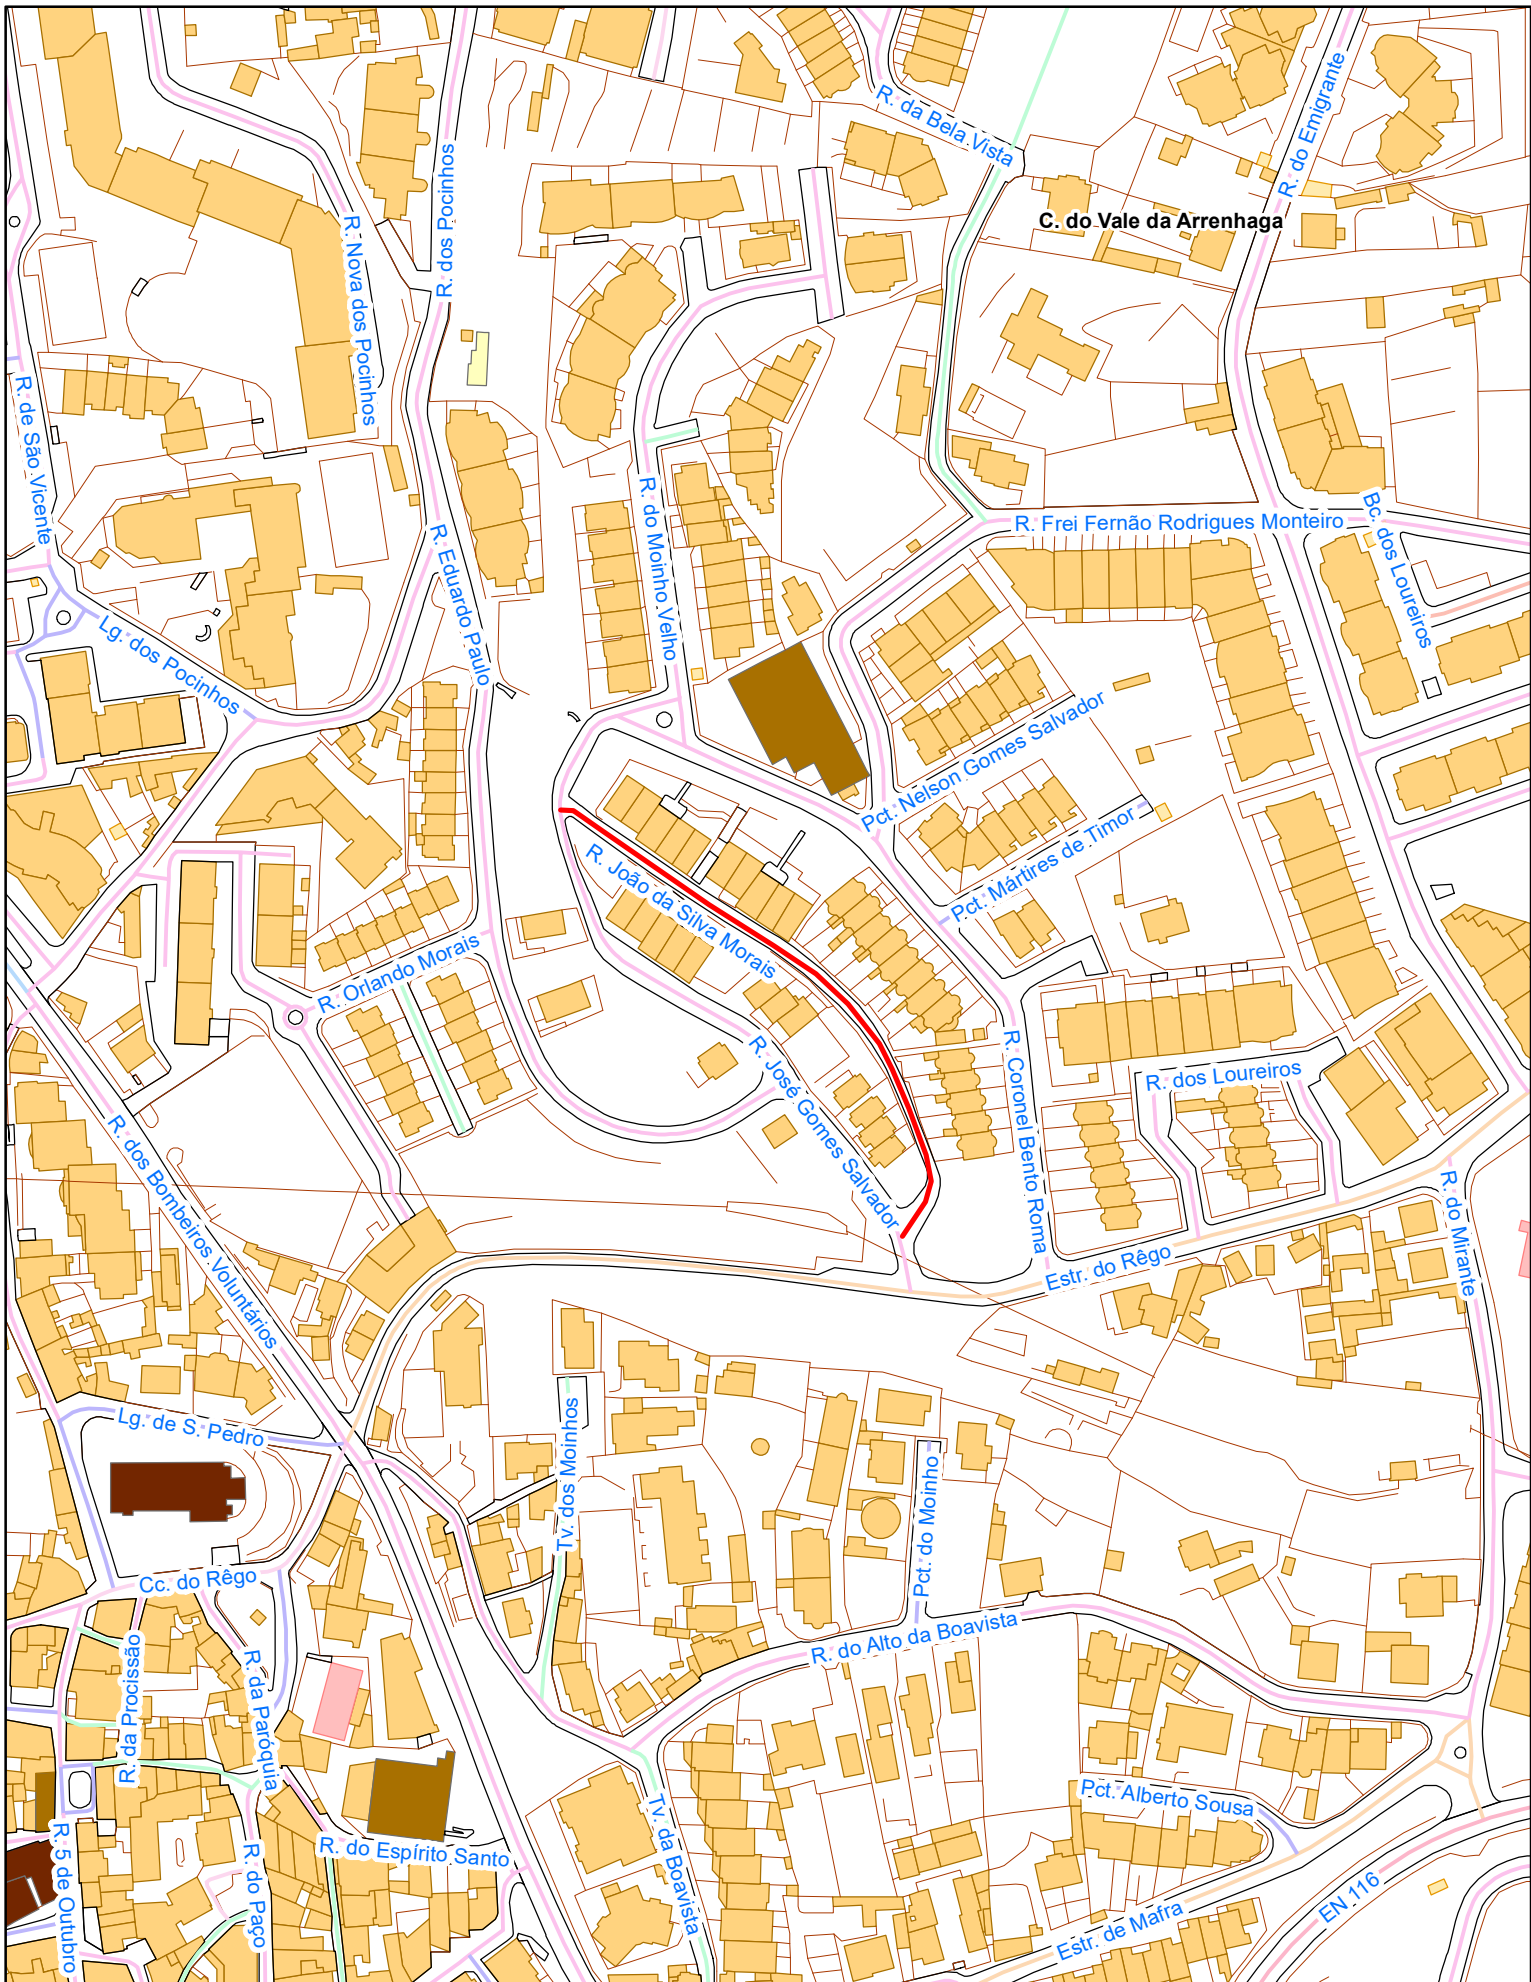 R. da Bela Vista
R. do Emigrante
R. dos Pocinhos
C. do Vale da Arrenhaga
R. Nova dos Pocinhos
R. de São Vicente
R. do Moinho Velho
R. Frei Fernão Rodrigues Monteiro
Bc. dos Loureiros
R. Eduardo Paulo
Lg. dos Pocinhos
Pct. Nelson Gomes Salvador
Pct. Mártires de Timor
R. João da Silva Morais
R. Orlando Morais
R. José Gomes Salvador
R. Coronel Bento Roma
R. dos Loureiros
R. dos Bombeiros Voluntários
R. do Mirante
Estr. do Rêgo
Lg. de S. Pedro
Tv. dos Moinhos
Pct. do Moinho
Cc. do Rêgo
R. do Alto da Boavista
R. da Procissão
R. da Paróquia
Pct. Alberto Sousa
Tv. da Boavista
R. do Espírito Santo
R. 5 de Outubro
R. do Paço
EN 116
Estr. de Mafra